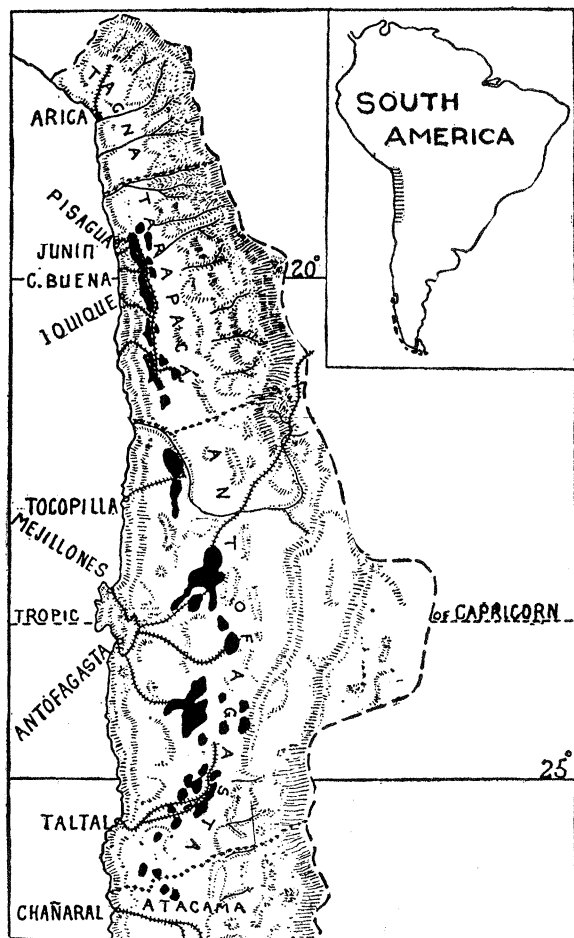 SOUTH
AMERICA
TACNA
ARICA
PISAGUA
TARAPACA
JUNIN
C. BUENA
20°
IQUIQUE
ANTOFAGASTA
TOCOPILLA
MEJILLONES
TROPIC
OF CAPRICORN
ANTOFAGASTA
25°
TALTAL
ATACAMA
CHAÑARAL